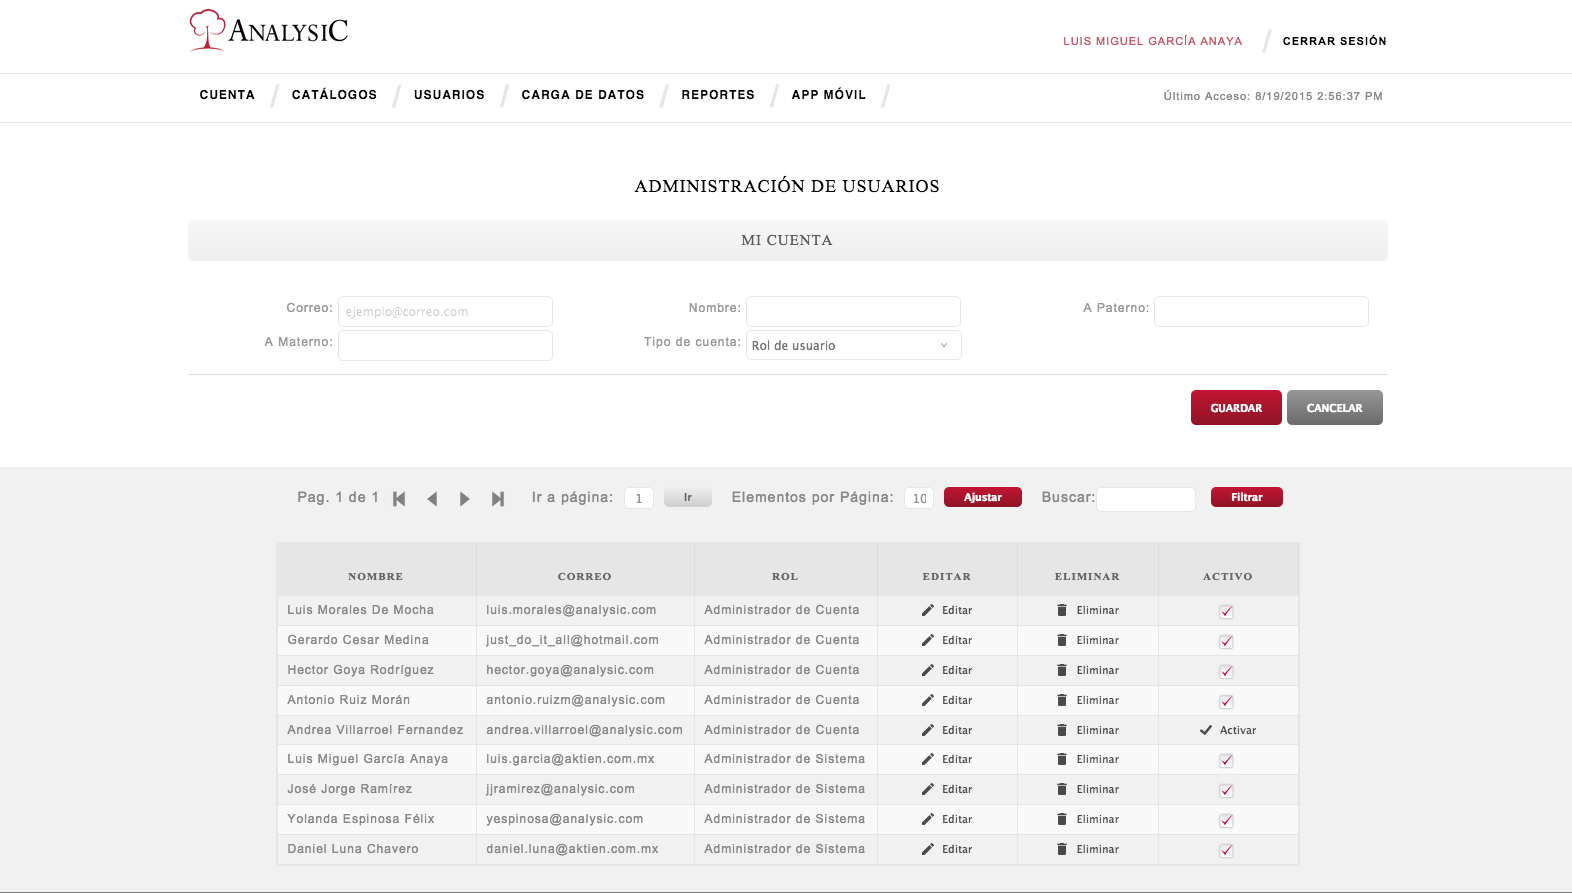 ANALYSIC
LUIS MIGUEL GARCÍA ANAYA CERRAR SESIÓN
CUENTA CATÁLOGOS USUARIOS CARGA DE DATOS REPORTES APP MÓVIL Último Acceso: 8/19/2015 2:56:37 PM
ADMINISTRACIÓN DE USUARIOS
MI CUENTA
Correo: ejemplo@correo.com Nombre: A Paterno:
A Materno: Tipo de cuenta: Rol de usuario
GUARDAR CANCELAR
Pag. 1 de 1 Ir a página: 1 Ir Elementos por Página: 10 Ajustar Buscar: Filtrar
NOMBRE CORREO ROL EDITAR ELIMINAR ACTIVO
Luis Morales De Mocha luis.morales@analysic.com Administrador de Cuenta Editar Eliminar
Gerardo Cesar Medina just_do_it_all@hotmail.com Administrador de Cuenta Editar Eliminar
Hector Goya Rodríguez hector.goya@analysic.com Administrador de Cuenta Editar Eliminar
Antonio Ruiz Morán antonio.ruizm@analysic.com Administrador de Cuenta Editar Eliminar
Andrea Villarroel Fernandez andrea.villarroel@analysic.com Administrador de Cuenta Editar Eliminar Activar
Luis Miguel García Anaya luis.garcia@aktien.com.mx Administrador de Sistema Editar Eliminar
José Jorge Ramírez jjramirez@analysic.com Administrador de Sistema Editar Eliminar
Yolanda Espinosa Félix yespinosa@analysic.com Administrador de Sistema Editar Eliminar
Daniel Luna Chavero daniel.luna@aktien.com.mx Administrador de Sistema Editar Eliminar